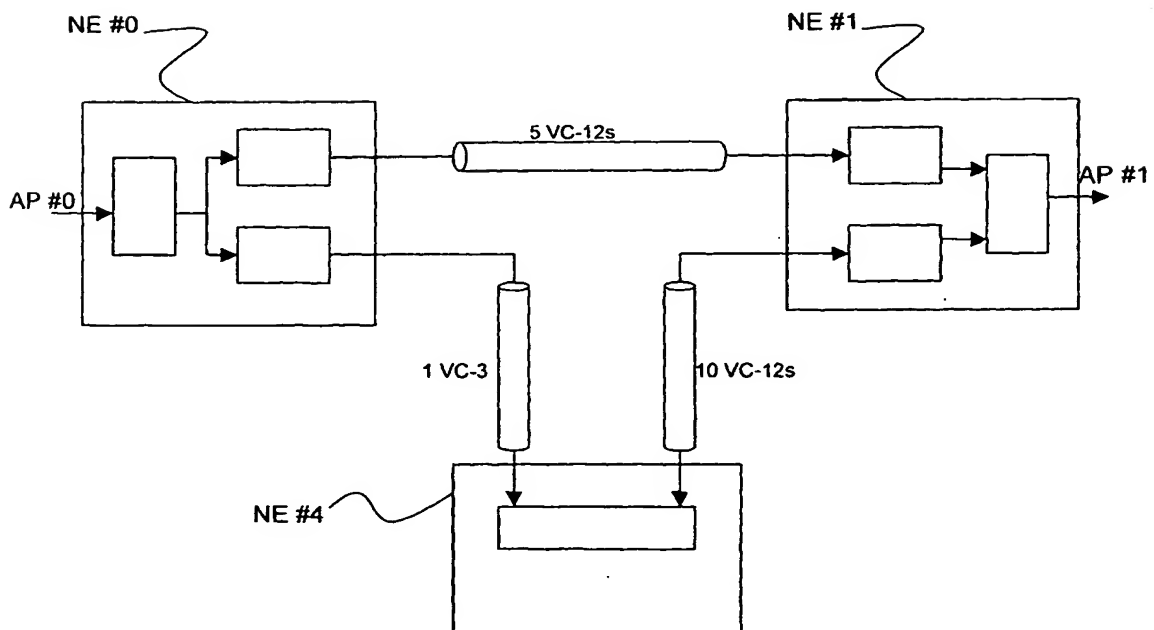 NE #0
NE #1
5 VC-12s
AP #0
AP #1
1 VC-3
10 VC-12s
NE #4